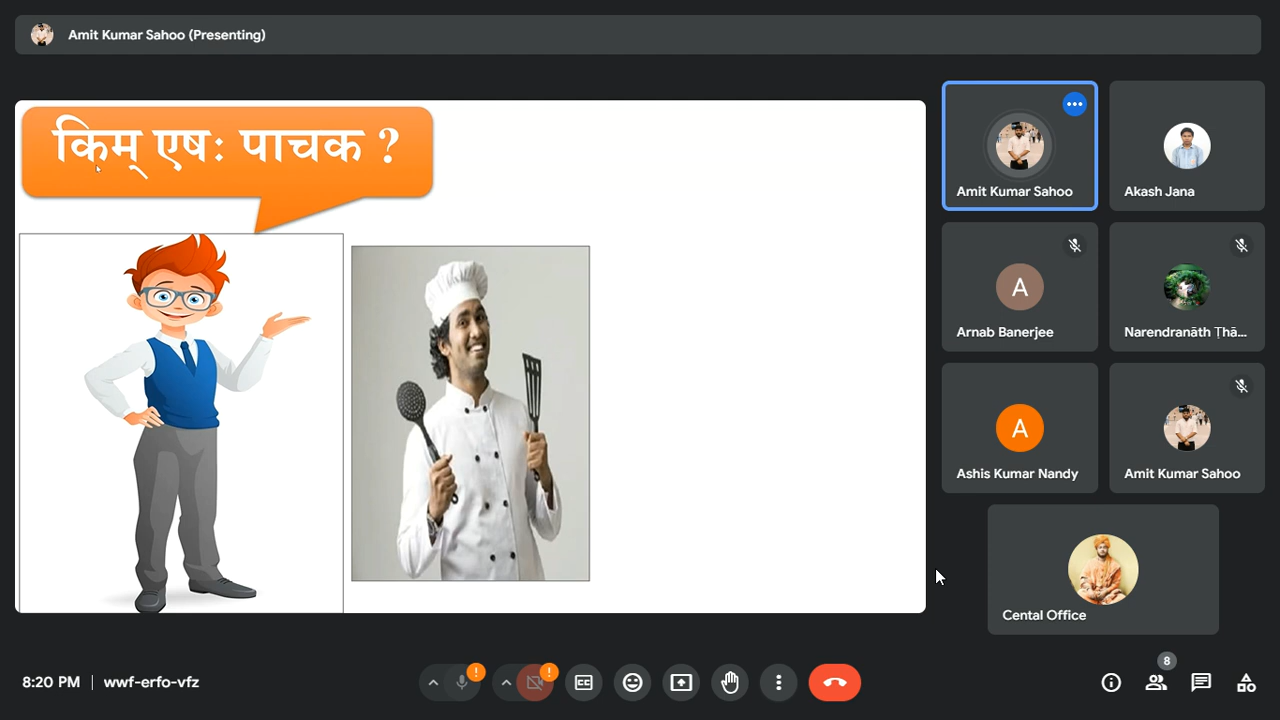 Amit Kumar Sahoo (Presenting)
किम् एषः पाचक ?
Amit Kumar Sahoo
Akash Jana
A
Arnab Banerjee
Narendranāth Ṭhā...
A
Ashis Kumar Nandy
Amit Kumar Sahoo
Cental Office
8:20 PM | wwf-erfo-vfz
8